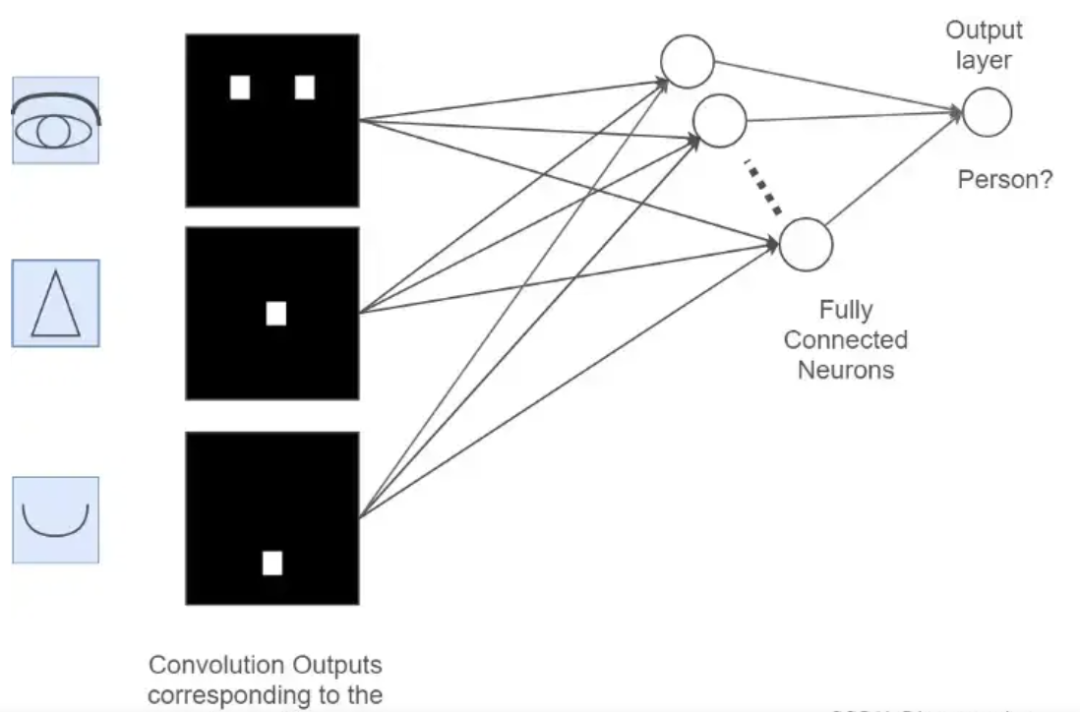 Output
layer
Person?
Fully
Connected
Neurons
Convolution Outputs
corresponding to the